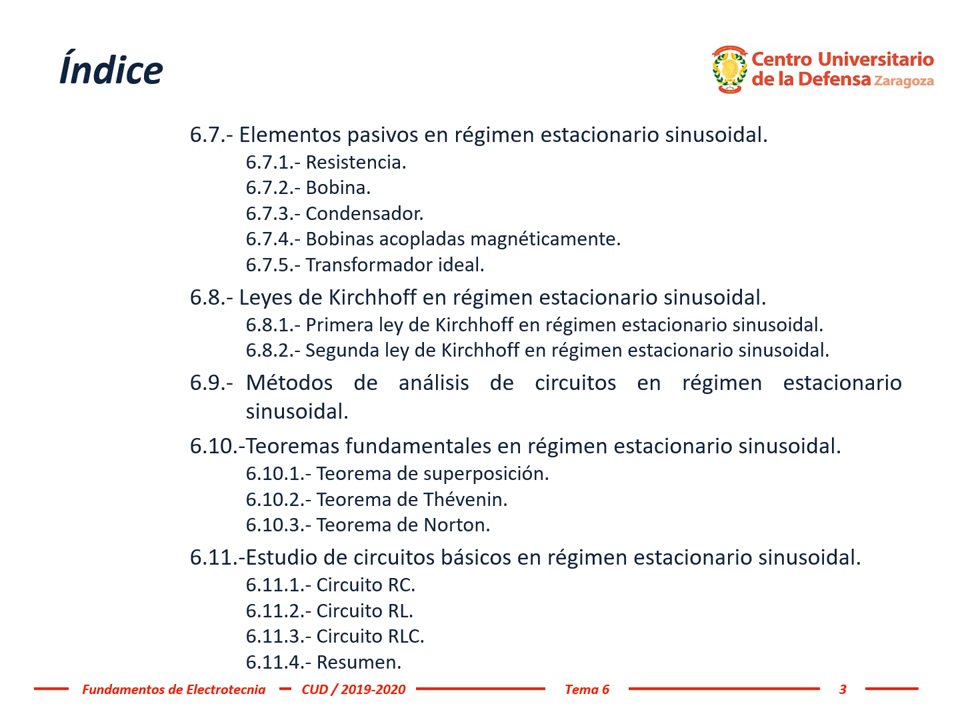 Índice
Centro Universitario
de la Defensa Zaragoza
6.7.- Elementos pasivos en régimen estacionario sinusoidal.
6.7.1.- Resistencia.
6.7.2.- Bobina.
6.7.3.- Condensador.
6.7.4.- Bobinas acopladas magnéticamente.
6.7.5.- Transformador ideal.
6.8.- Leyes de Kirchhoff en régimen estacionario sinusoidal.
6.8.1.- Primera ley de Kirchhoff en régimen estacionario sinusoidal.
6.8.2.- Segunda ley de Kirchhoff en régimen estacionario sinusoidal.
6.9.- Métodos de análisis de circuitos en régimen estacionario
sinusoidal.
6.10.-Teoremas fundamentales en régimen estacionario sinusoidal.
6.10.1.- Teorema de superposición.
6.10.2.- Teorema de Thévenin.
6.10.3.- Teorema de Norton.
6.11.-Estudio de circuitos básicos en régimen estacionario sinusoidal.
6.11.1.- Circuito RC.
6.11.2.- Circuito RL.
6.11.3.- Circuito RLC.
6.11.4.- Resumen.
Fundamentos de Electrotecnia CUD / 2019-2020 Tema 6 3